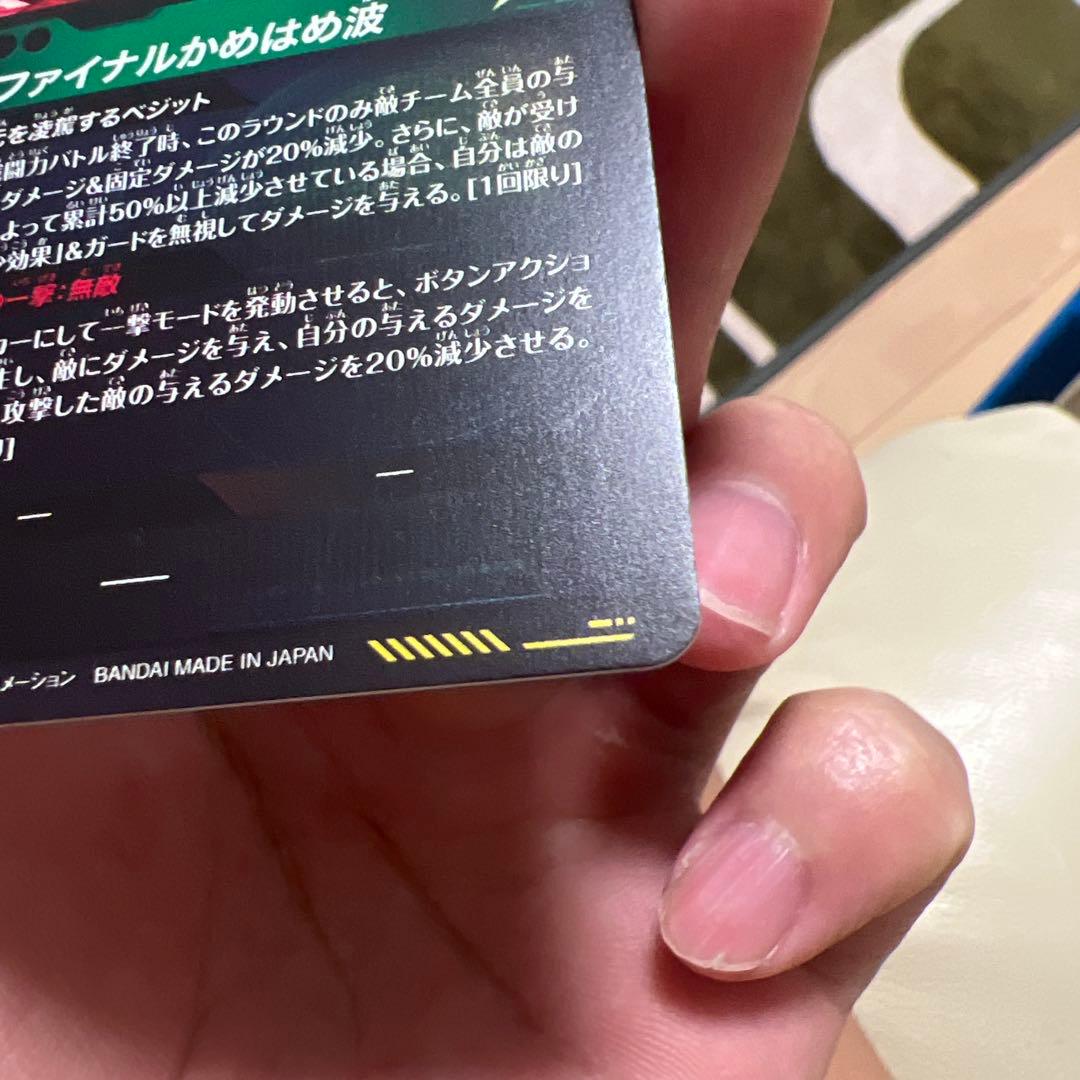 ファイナルかめはめ波
を凌駕するベジット
闘力バトル終了時、このラウンドのみ敵チーム全員の与
ダメージ&固定ダメージが20%減少。さらに、敵が受け
よって累計50%以上減少させている場合、自分は敵の
効果」&ガードを無視してダメージを与える。[1回限り]
一撃:無敵
カーにして一撃モードを発動させると、ボタンアクショ
生し、敵にダメージを与え、自分の与えるダメージを
攻撃した敵の与えるダメージを20%減少させる。
り]
メーション BANDAI MADE IN JAPAN